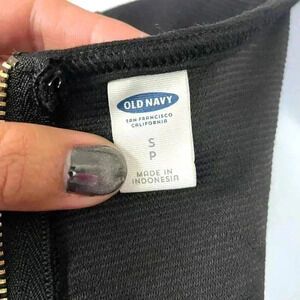 OLD NAVY
SAN FRANCISCO
CALIFORNIA
S
P
MADE IN
INDONESIA